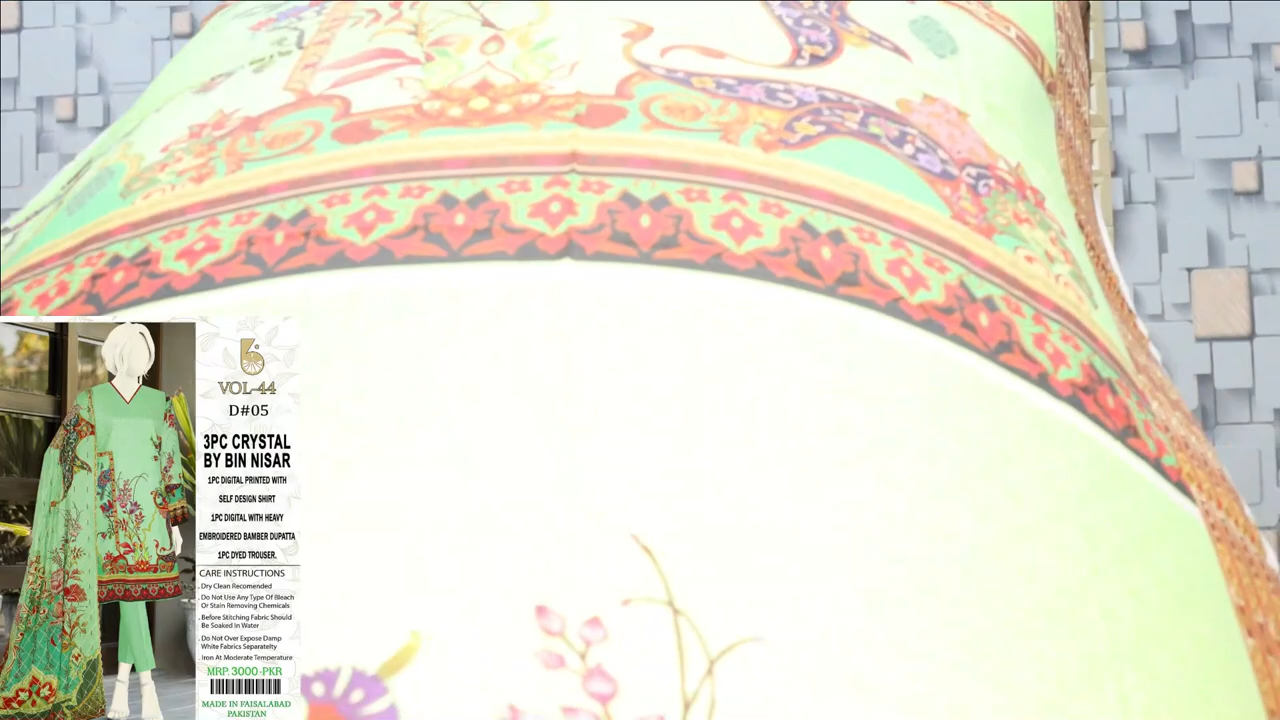 VOL-44
D#05
3PC CRYSTAL
BY BIN NISAR
1PC DIGITAL PRINTED WITH
SELF DESIGN SHIRT
1PC DIGITAL WITH HEAVY
EMBROIDERED BAMBER DUPATTA
1PC DYED TROUSER.
CARE INSTRUCTIONS
. Dry Clean Recomended
. Do Not Use Any Type Of Bleach
Or Stain Removing Chemicals
. Before Stitching Fabric Should
Be Soaked In Water
. Do Not Over Expose Damp
White Fabrics Separatelty
. Iron At Moderate Temperature
MRP. 3000-PKR
MADE IN FAISALABAD
PAKISTAN